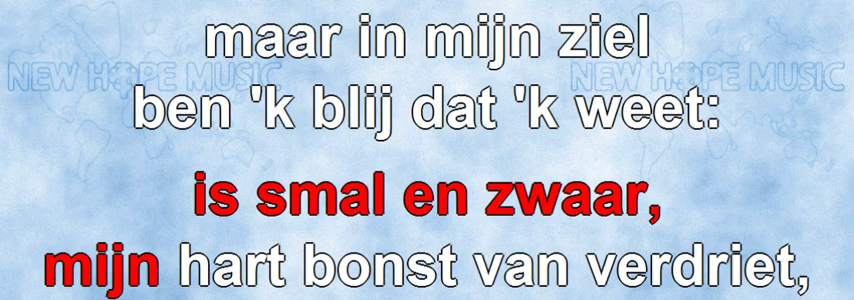 maar in mijn ziel
NEW HOPE MUSIC NEW HOPE MUSIC
ben 'k blij dat 'k weet:
is smal en zwaar,
mijn hart bonst van verdriet,